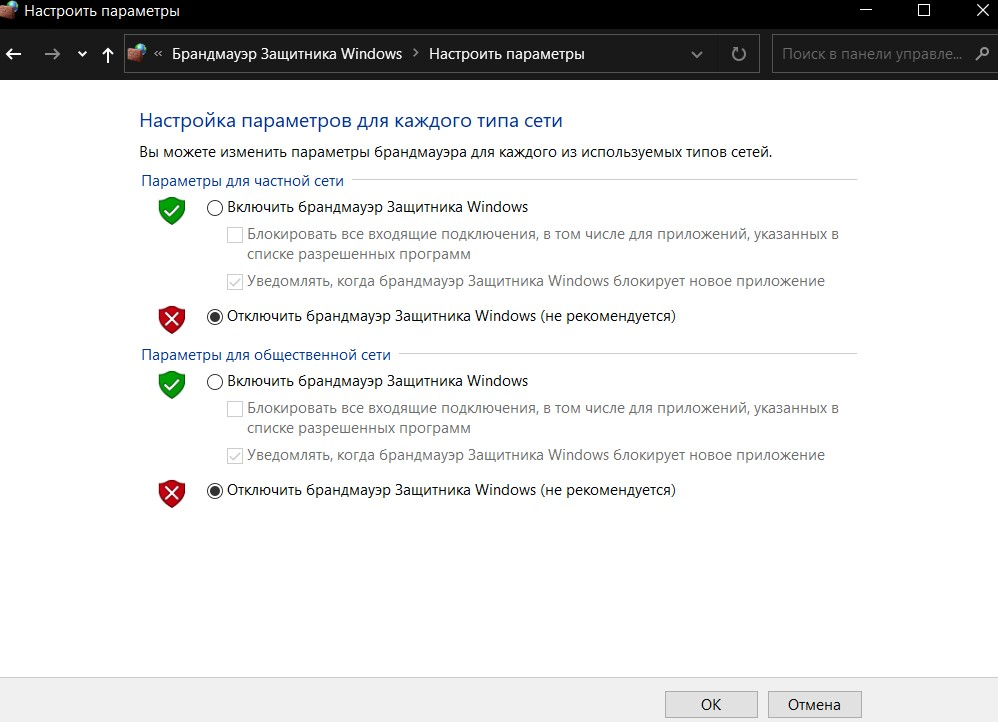 Настроить параметры
« Брандмауэр Защитника Windows › Настроить параметры
Поиск в панели управле...
Настройка параметров для каждого типа сети
Вы можете изменить параметры брандмауэра для каждого из используемых типов сетей.
Параметры для частной сети
Включить брандмауэр Защитника Windows
Блокировать все входящие подключения, в том числе для приложений, указанных в
списке разрешенных программ
Уведомлять, когда брандмауэр Защитника Windows блокирует новое приложение
Отключить брандмауэр Защитника Windows (не рекомендуется)
Параметры для общественной сети
Включить брандмауэр Защитника Windows
Блокировать все входящие подключения, в том числе для приложений, указанных в
списке разрешенных программ
Уведомлять, когда брандмауэр Защитника Windows блокирует новое приложение
Отключить брандмауэр Защитника Windows (не рекомендуется)
ОК
Отмена